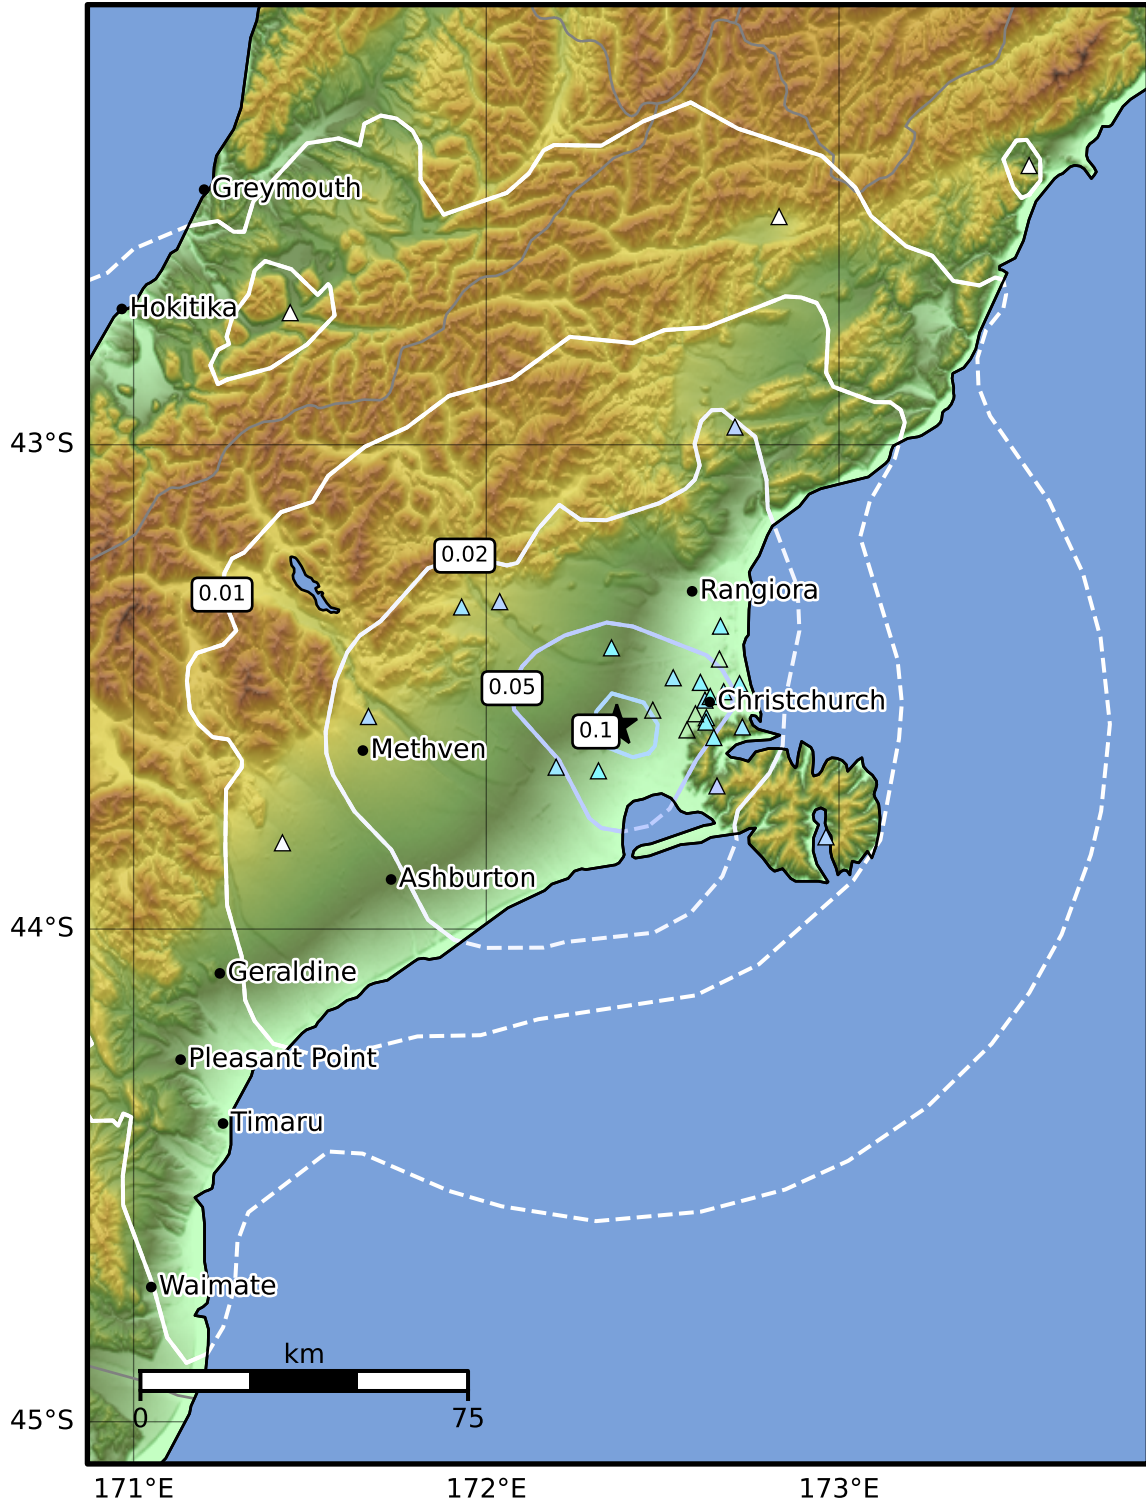 Greymouth
Hokitika
43°S
0.02
0.01
Rangiora
0.05
Christchurch
0.1
Methven
Ashburton
44°S
Geraldine
Pleasant Point
Timaru
Waimate
km
0 75
45°S
171°E 172°E 173°E